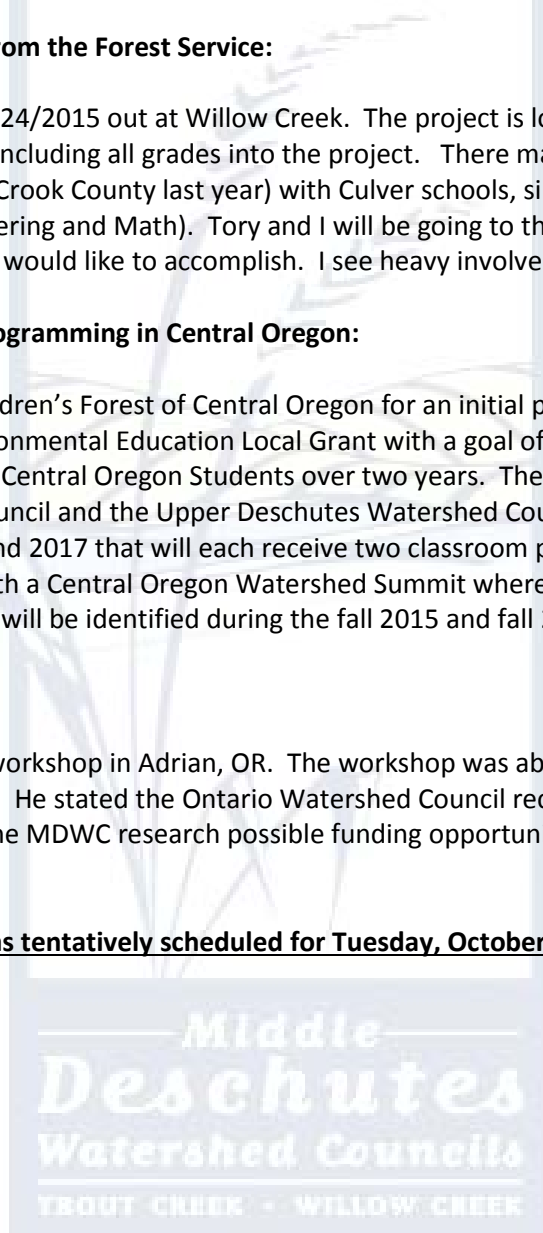 rom the Forest Service:
24/2015 out at Willow Creek. The project is lo
ncluding all grades into the project. There ma
Crook County last year) with Culver schools, si
ering and Math). Tory and I will be going to th
would like to accomplish. I see heavy involve
ogramming in Central Oregon:
dren's Forest of Central Oregon for an initial p
onmental Education Local Grant with a goal of
Central Oregon Students over two years. The
uncil and the Upper Deschutes Watershed Cou
nd 2017 that will each receive two classroom p
th a Central Oregon Watershed Summit where
will be identified during the fall 2015 and fall
workshop in Adrian, OR. The workshop was ab
He stated the Ontario Watershed Council rec
he MDWC research possible funding opportun
as tentatively scheduled for Tuesday, October
Middle
Deschutes
Watershed Councils
TROUT CREEK - WILLOW CREEK